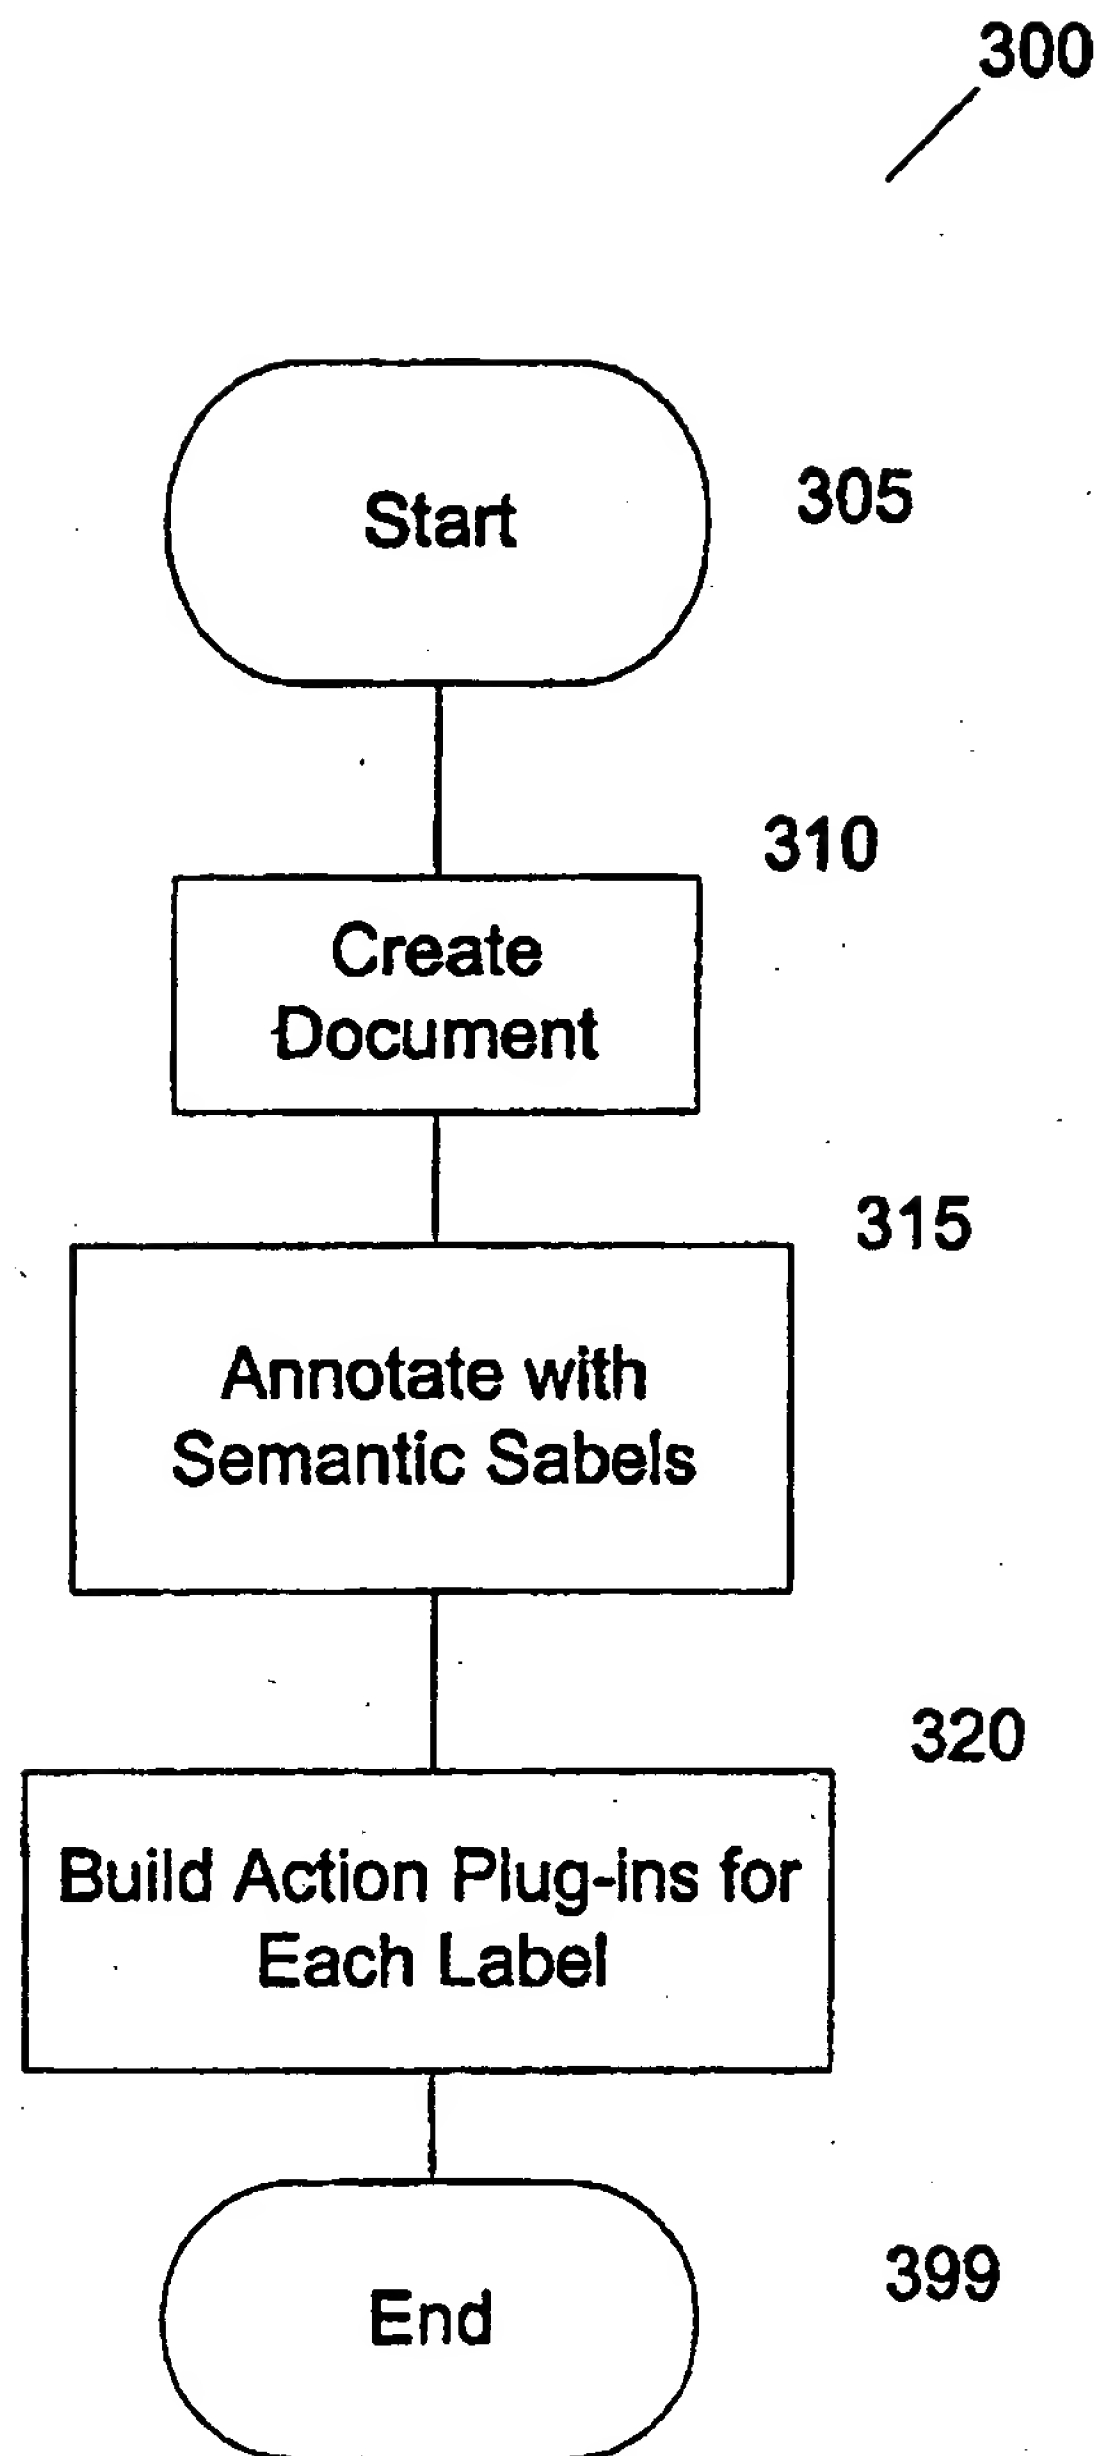 300
Start
305
310
Create
Document
315
Annotate with
Semantic Sabels
320
Build Action Plug-ins for
Each Label
399
End